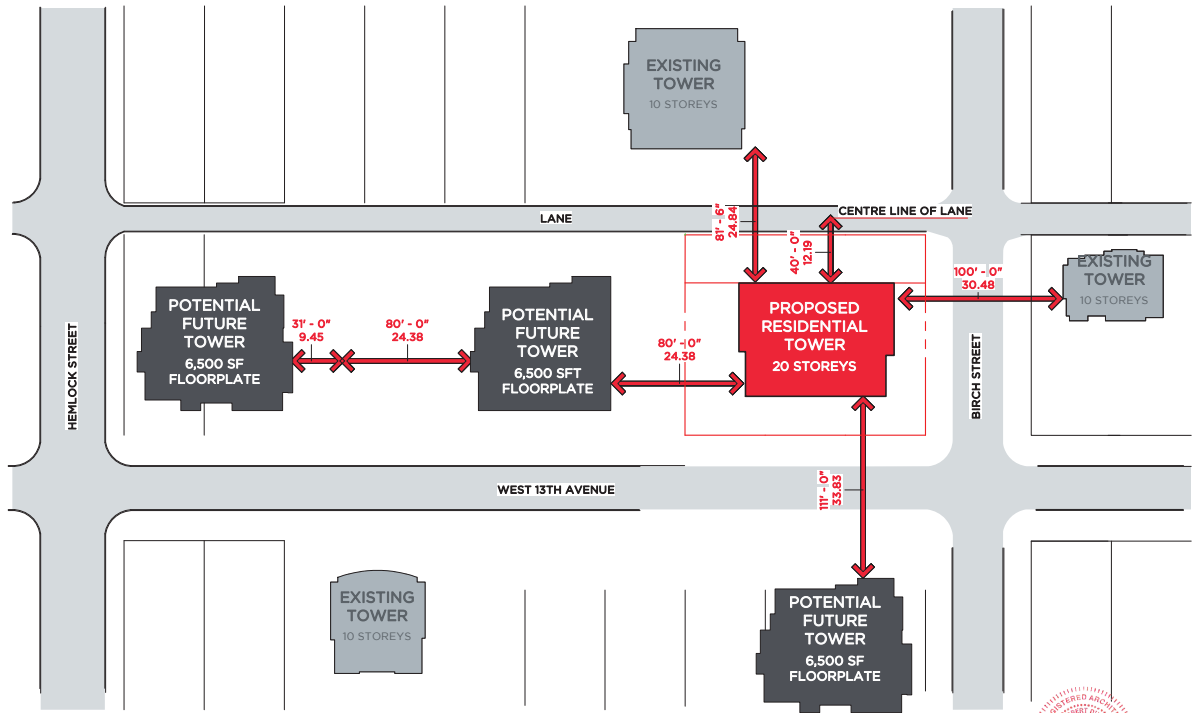 EXISTING
TOWER
10 STOREYS
LANE
CENTRE LINE OF LANE
81' - 6"
24.84
40' - 0"
12.19
100' - 0"
30.48
EXISTING
TOWER
10 STOREYS
HEMLOCK STREET
POTENTIAL
FUTURE
TOWER
6,500 SF
FLOORPLATE
31' - 0"
9.45
80' - 0"
24.38
POTENTIAL
FUTURE
TOWER
6,500 SFT
FLOORPLATE
80' - 0"
24.38
PROPOSED
RESIDENTIAL
TOWER
20 STOREYS
BIRCH STREET
WEST 13TH AVENUE
111' - 0"
33.83
EXISTING
TOWER
10 STOREYS
POTENTIAL
FUTURE
TOWER
6,500 SF
FLOORPLATE